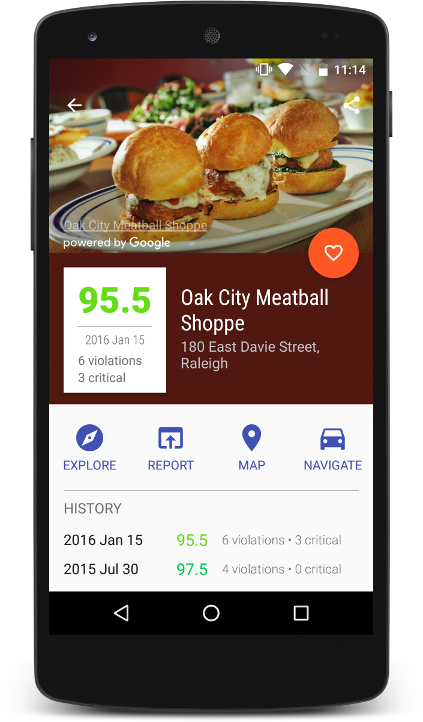 11:14
Oak City Meatball Shoppe
powered by Google
95.5
2016 Jan 15
6 violations
3 critical
Oak City Meatball
Shoppe
180 East Davie Street,
Raleigh
EXPLORE REPORT MAP NAVIGATE
HISTORY
2016 Jan 15 95.5 6 violations • 3 critical
2015 Jul 30 97.5 4 violations • 0 critical